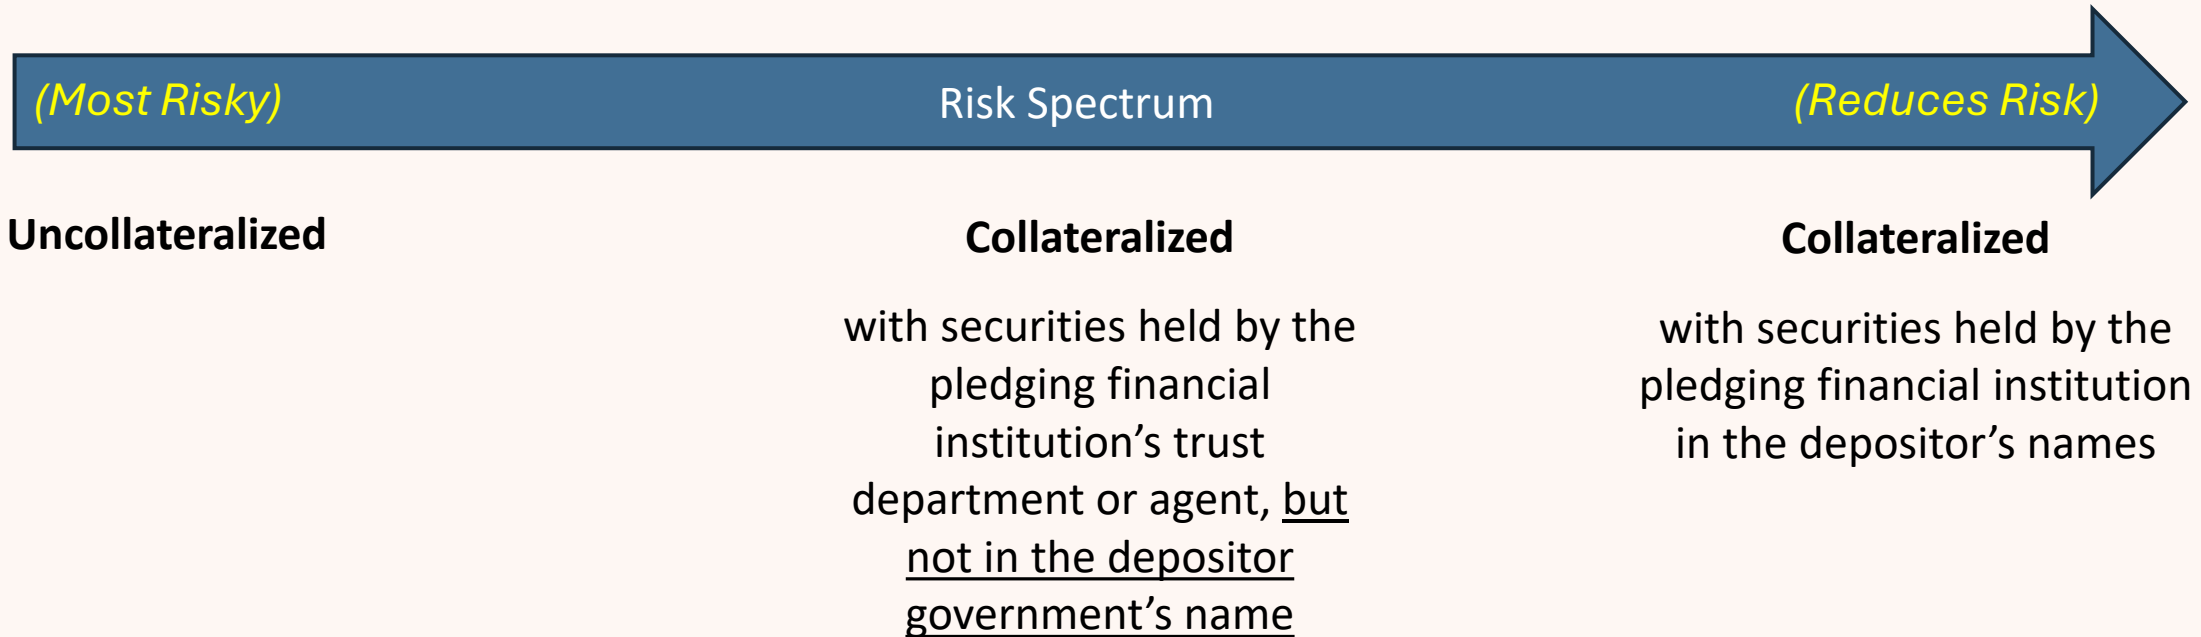 (Most Risky)
Risk Spectrum
(Reduces Risk)
Uncollateralized
Collateralized
with securities held by the
pledging financial
institution’s trust
department or agent, but
not in the depositor
government’s name
Collateralized
with securities held by the
pledging financial institution
in the depositor’s names